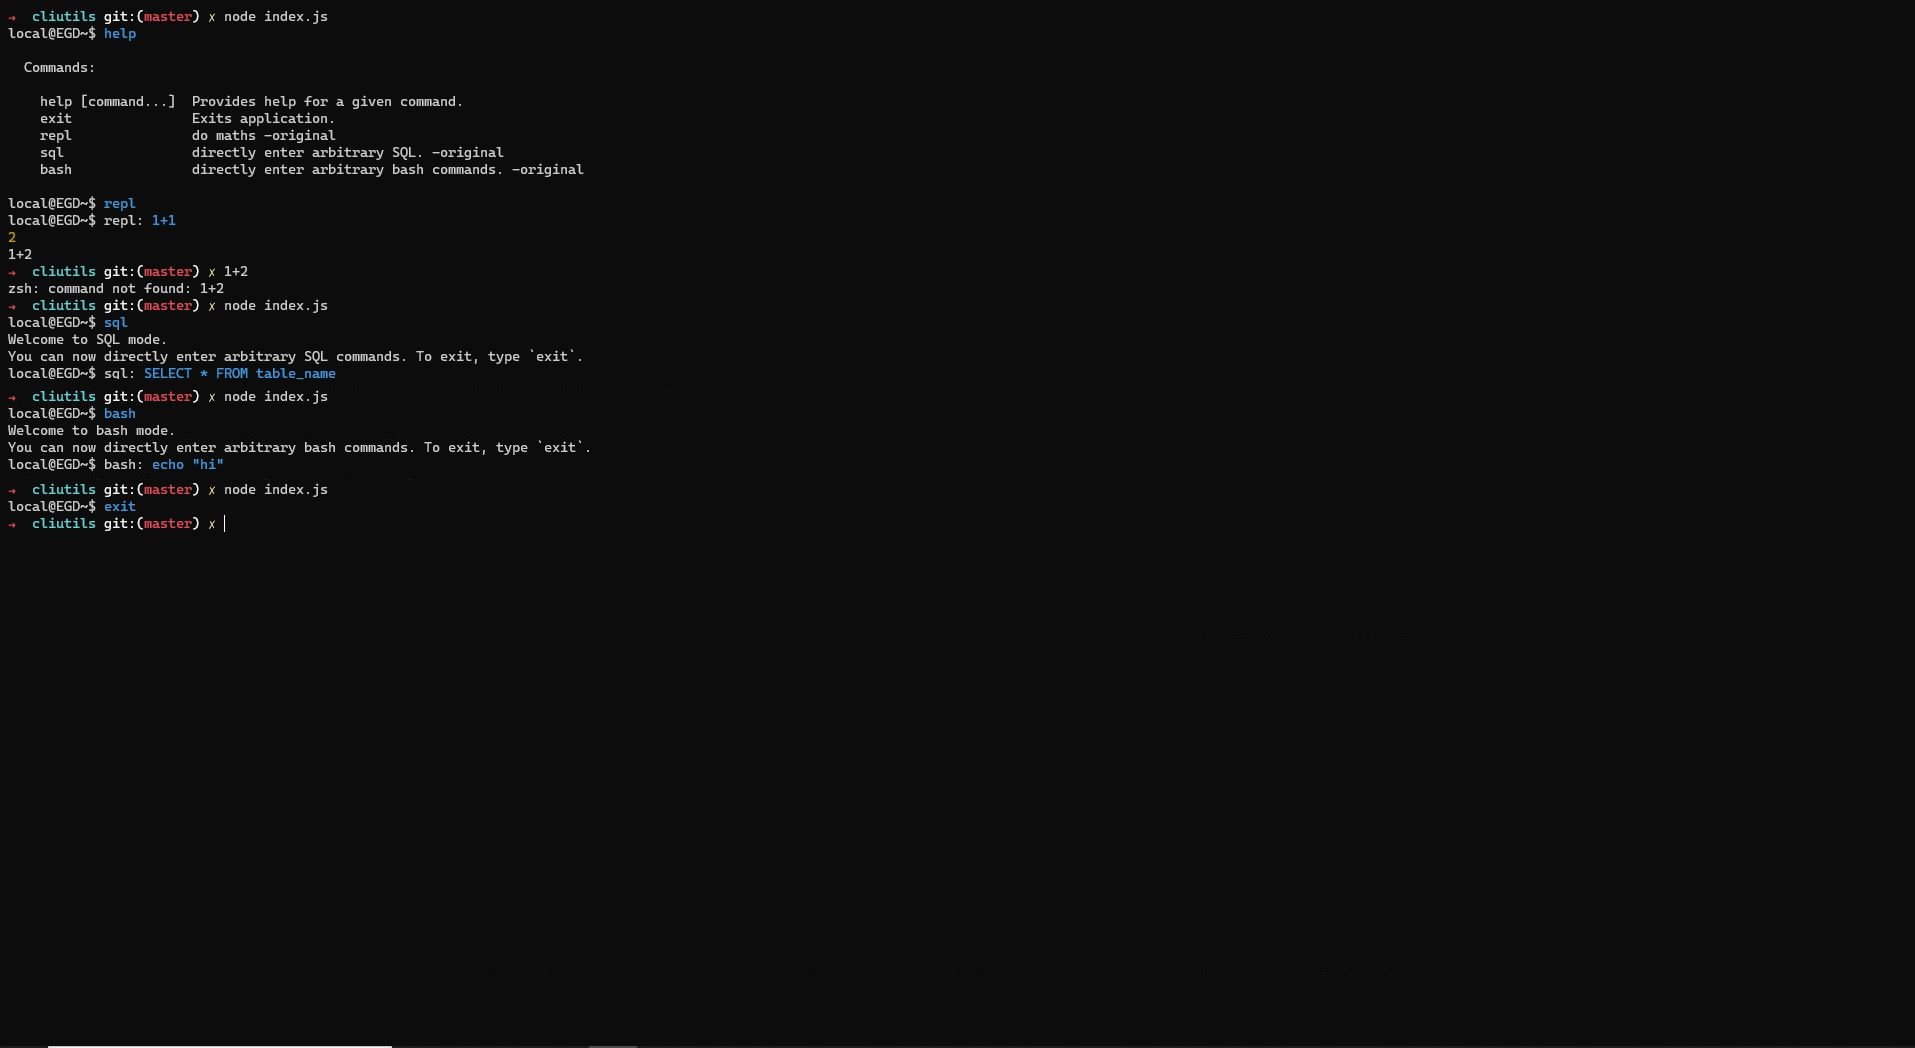 →  cliutils git:(master) ✗ node index.js
local@EGD~$ help
Commands:
help [command...]  Provides help for a given command.
exit               Exits application.
repl               do maths -original
sql                directly enter arbitrary SQL. -original
bash               directly enter arbitrary bash commands. -original
local@EGD~$ repl
local@EGD~$ repl: 1+1
2
1+2
→  cliutils git:(master) ✗ 1+2
zsh: command not found: 1+2
→  cliutils git:(master) ✗ node index.js
local@EGD~$ sql
Welcome to SQL mode.
You can now directly enter arbitrary SQL commands. To exit, type `exit`.
local@EGD~$ sql: SELECT * FROM table_name
→  cliutils git:(master) ✗ node index.js
local@EGD~$ bash
Welcome to bash mode.
You can now directly enter arbitrary bash commands. To exit, type `exit`.
local@EGD~$ bash: echo "hi"
→  cliutils git:(master) ✗ node index.js
local@EGD~$ exit
→  cliutils git:(master) ✗